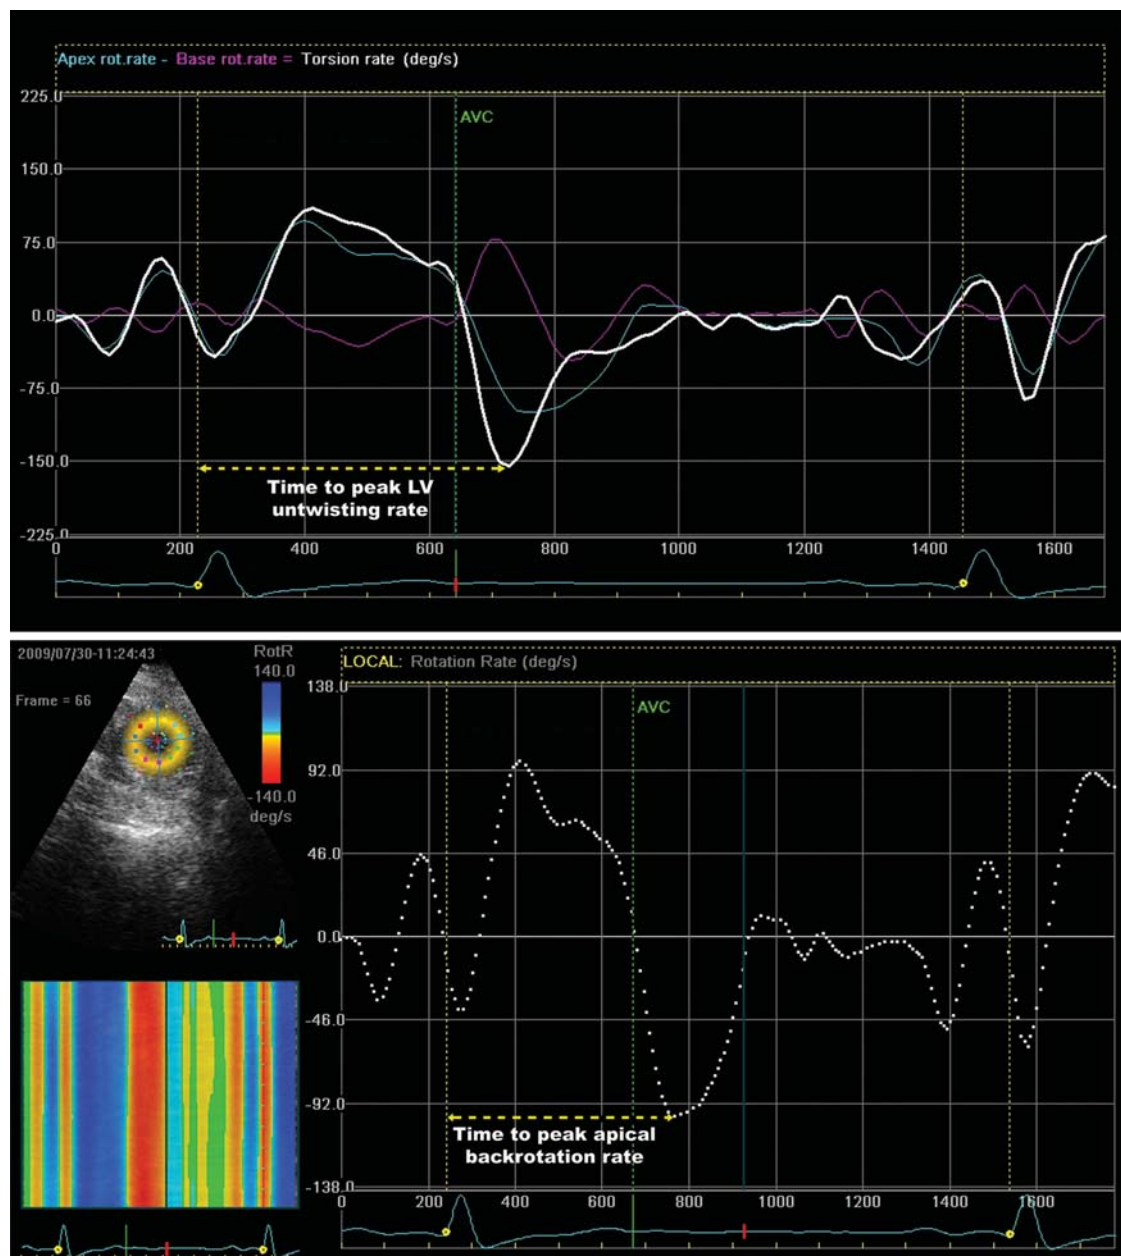 Apex rot.rate - Base rot.rate = Torsion rate (deg/s)
225.0
AVC
150.0
75.0
0.0
-75.0
-150.0
Time to peak LV
untwisting rate
-225.0
0 200 400 600 800 1000 1200 1400 1600
2009/07/30-11:24:43
RotR
140.0
Frame = 66
-140.0
deg/s
LOCAL: Rotation Rate (deg/s)
138.0
AVC
92.0
46.0
0.0
-46.0
-92.0
Time to peak apical
backrotation rate
-138.0
0 200 400 600 800 1000 1200 1400 1600